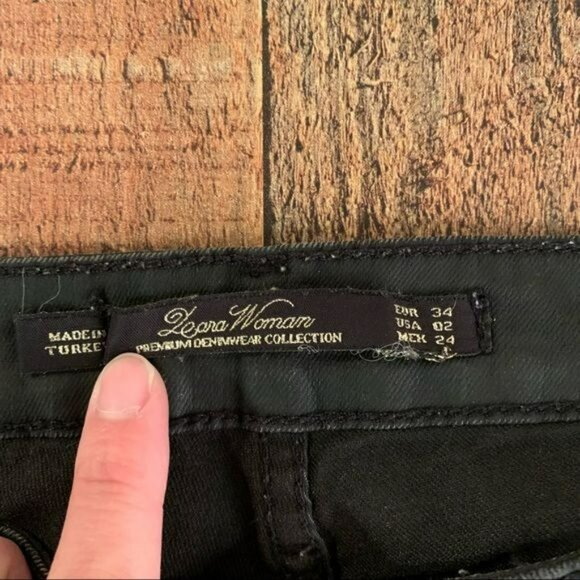 MADE IN
TURKEY
Zara Woman
PREMIUM DENIMWEAR COLLECTION
EUR 34
USA 02
MEX 24